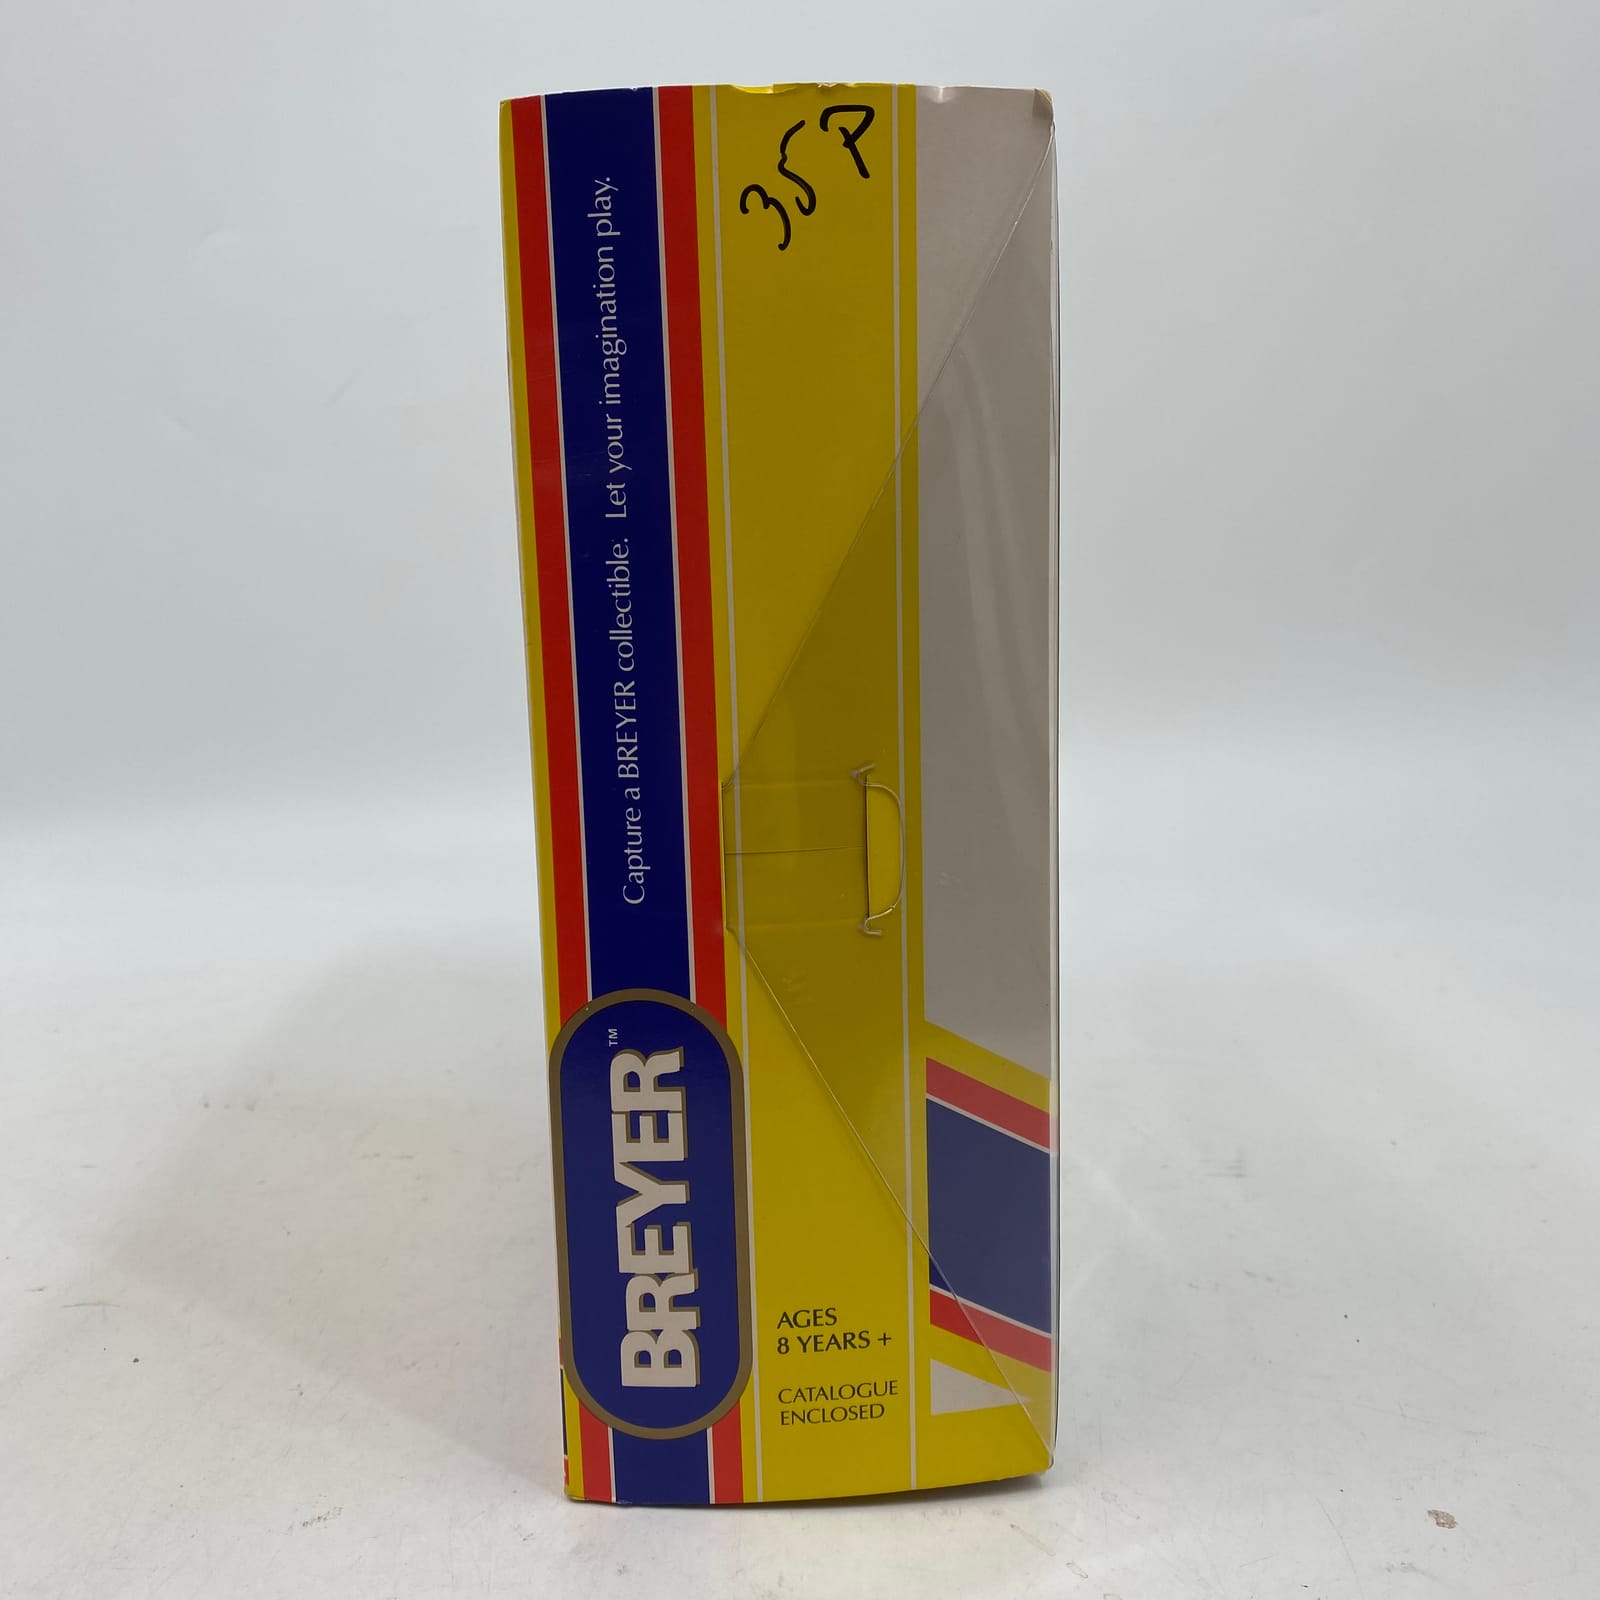 35P
Capture a BREYER collectible. Let your imagination play.
BREYER™
AGES
8 YEARS +
CATALOGUE
ENCLOSED